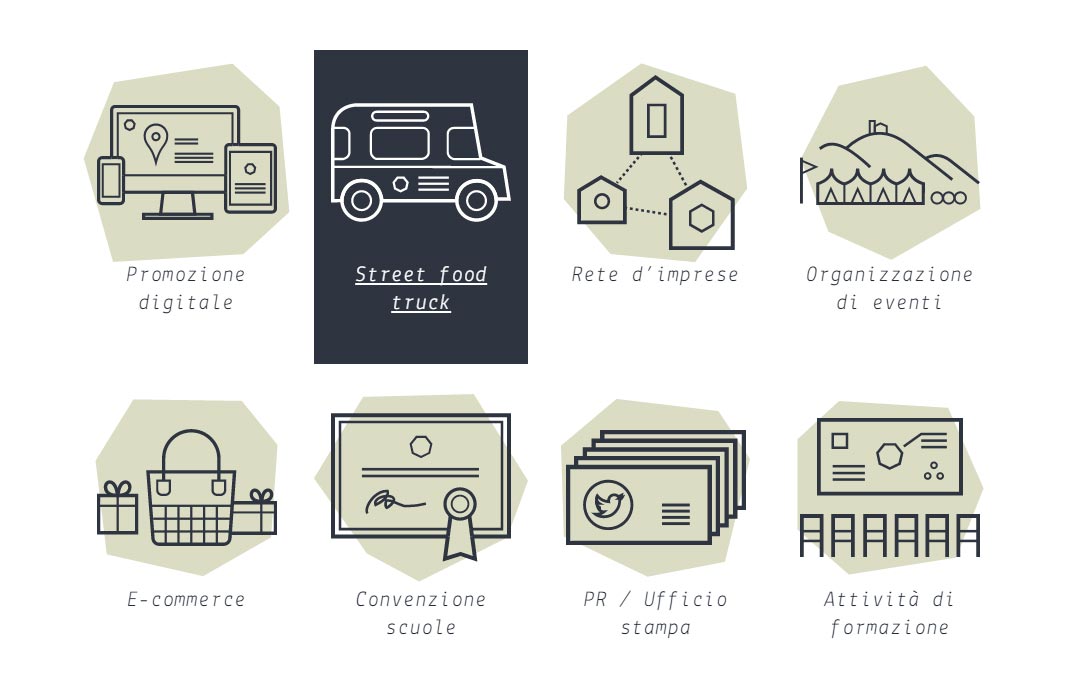 Promozione
digitale
Street food
truck
Rete d’imprese
Organizzazione
di eventi
E-commerce
Convenzione
scuole
PR / Ufficio
stampa
Attività di
formazione